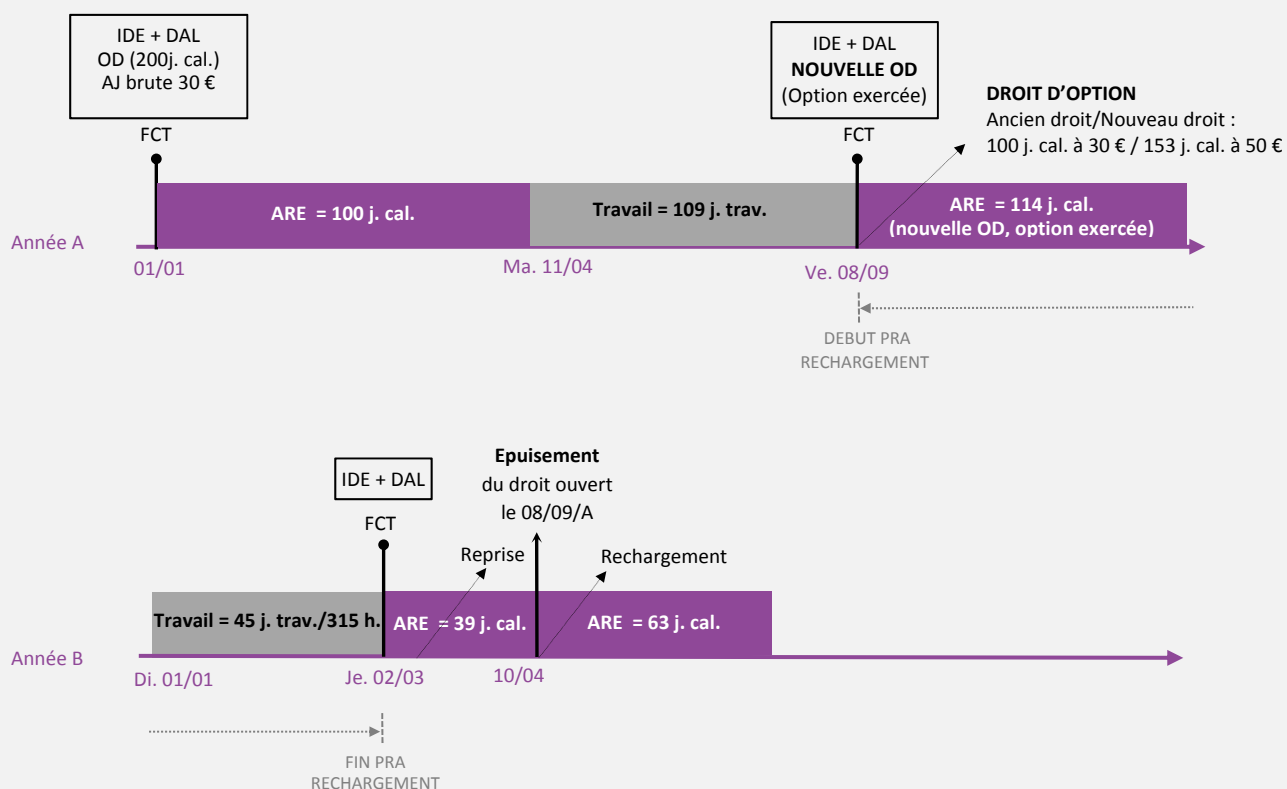 IDE + DAL
OD (200j. cal.)
AJ brute 30 €
FCT
IDE + DAL
NOUVELLE OD
(Option exercée)
FCT
DROIT D’OPTION
Ancien droit/Nouveau droit :
100 j. cal. à 30 € / 153 j. cal. à 50 €
ARE = 100 j. cal.
Travail = 109 j. trav.
ARE = 114 j. cal.
(nouvelle OD, option exercée)
Année A
01/01
Ma. 11/04
Ve. 08/09
DEBUT PRA
RECHARGEMENT
IDE + DAL
FCT
Epuisement
du droit ouvert
le 08/09/A
Reprise
Rechargement
Travail = 45 j. trav./315 h.
ARE = 39 j. cal.
ARE = 63 j. cal.
Année B
Di. 01/01
Je. 02/03
10/04
FIN PRA
RECHARGEMENT